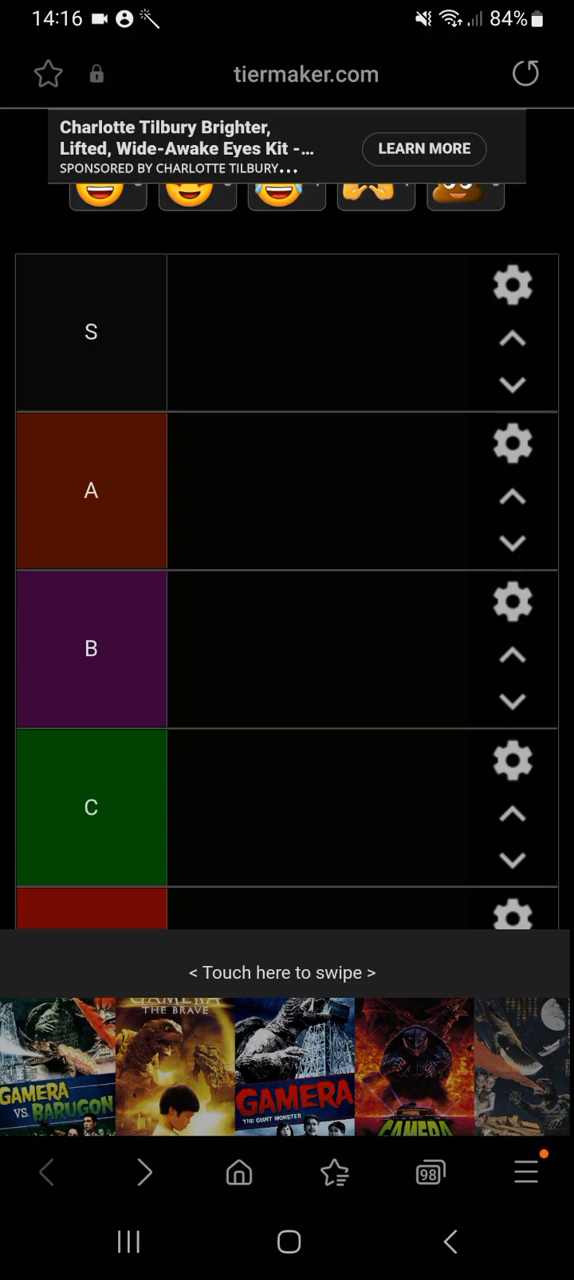 14:16
84%
tiermaker.com
Charlotte Tilbury Brighter,
Lifted, Wide-Awake Eyes Kit -...
SPONSORED BY CHARLOTTE TILBURY...
LEARN MORE
S
A
B
C
< Touch here to swipe >
GAMERA
VS. BARUGON
GAMERA
THE BRAVE
GAMERA
THE GIANT MONSTER
GAMERA
98